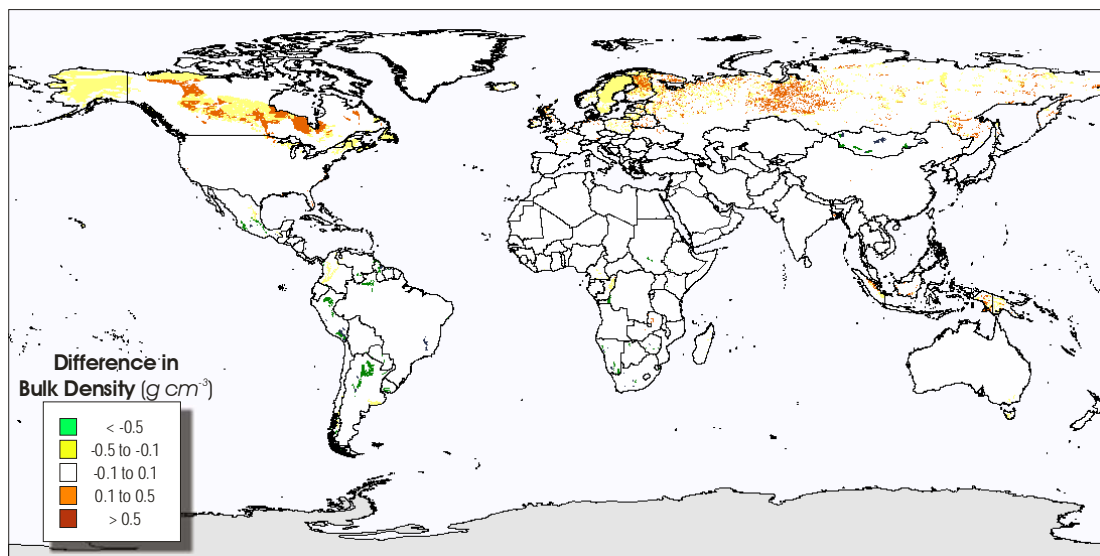 Difference in
Bulk Density (g cm⁻³)
< -0.5
-0.5 to -0.1
-0.1 to 0.1
0.1 to 0.5
> 0.5